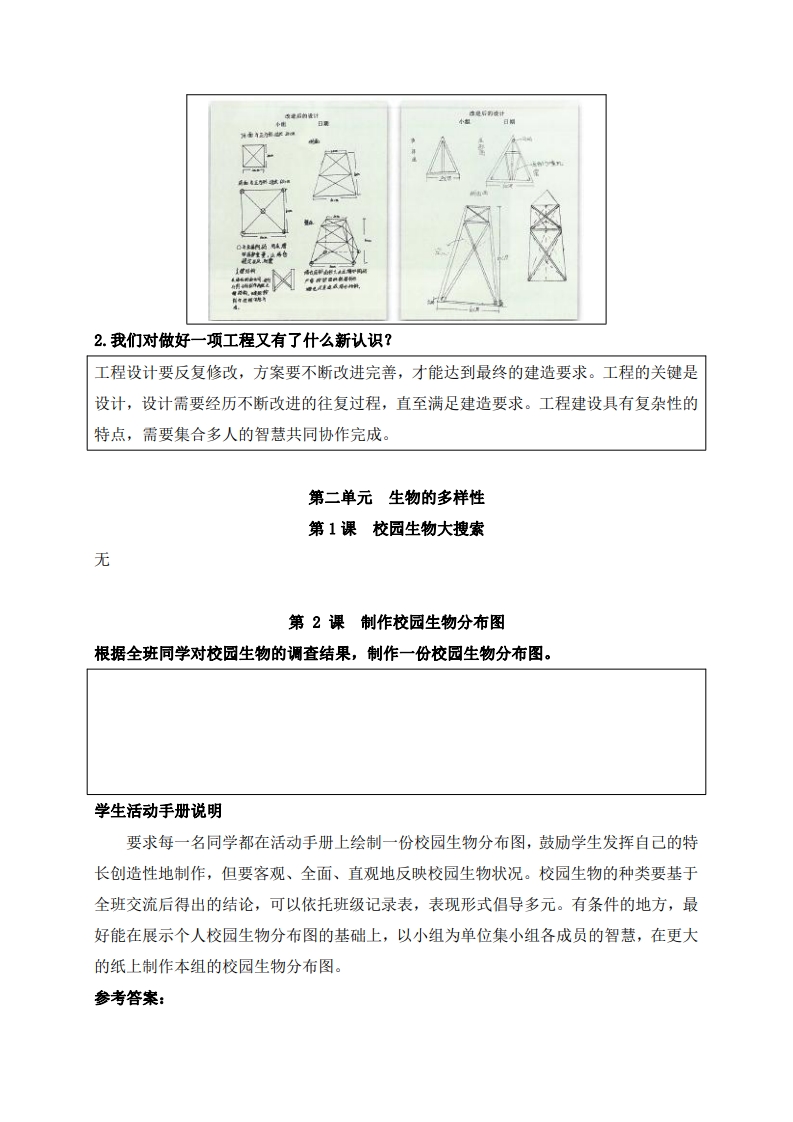 改进后的设计
小组 日期
改进后的设计
小组 日期
2.我们对做好一项工程又有了什么新认识？
工程设计要反复修改，方案要不断改进完善，才能达到最终的建造要求。工程的关键是
设计，设计需要经历不断改进的往复过程，直至满足建造要求。工程建设具有复杂性的
特点，需要集合多人的智慧共同协作完成。
第二单元 生物的多样性
第1课 校园生物大搜索
无
第 2 课 制作校园生物分布图
根据全班同学对校园生物的调查结果，制作一份校园生物分布图。
学生活动手册说明
要求每一名同学都在活动手册上绘制一份校园生物分布图，鼓励学生发挥自己的特
长创造性地制作，但要客观、全面、直观地反映校园生物状况。校园生物的种类要基于
全班交流后得出的结论，可以依托班级记录表，表现形式倡导多元。有条件的地方，最
好能在展示个人校园生物分布图的基础上，以小组为单位集小组各成员的智慧，在更大
的纸上制作本组的校园生物分布图。
参考答案：